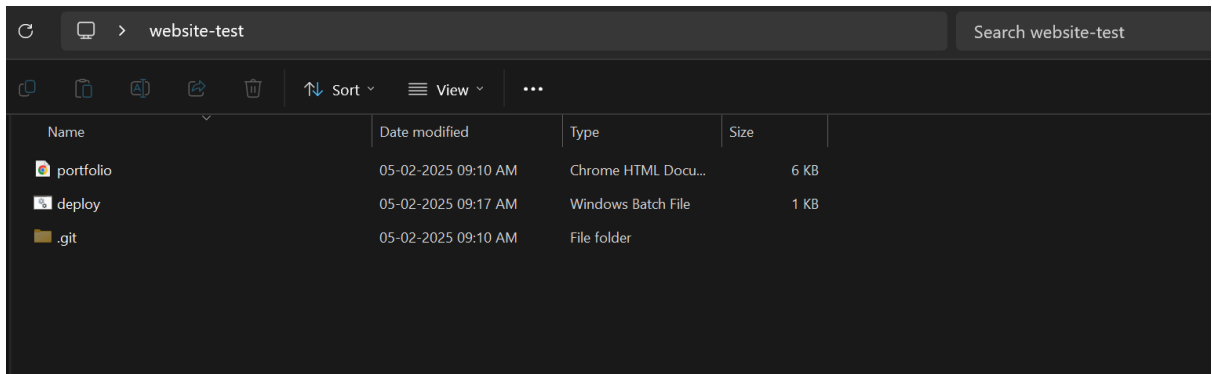 website-test
Search website-test
Sort
View
Name Date modified Type Size
portfolio 05-02-2025 09:10 AM Chrome HTML Docu... 6 KB
deploy 05-02-2025 09:17 AM Windows Batch File 1 KB
.git 05-02-2025 09:10 AM File folder